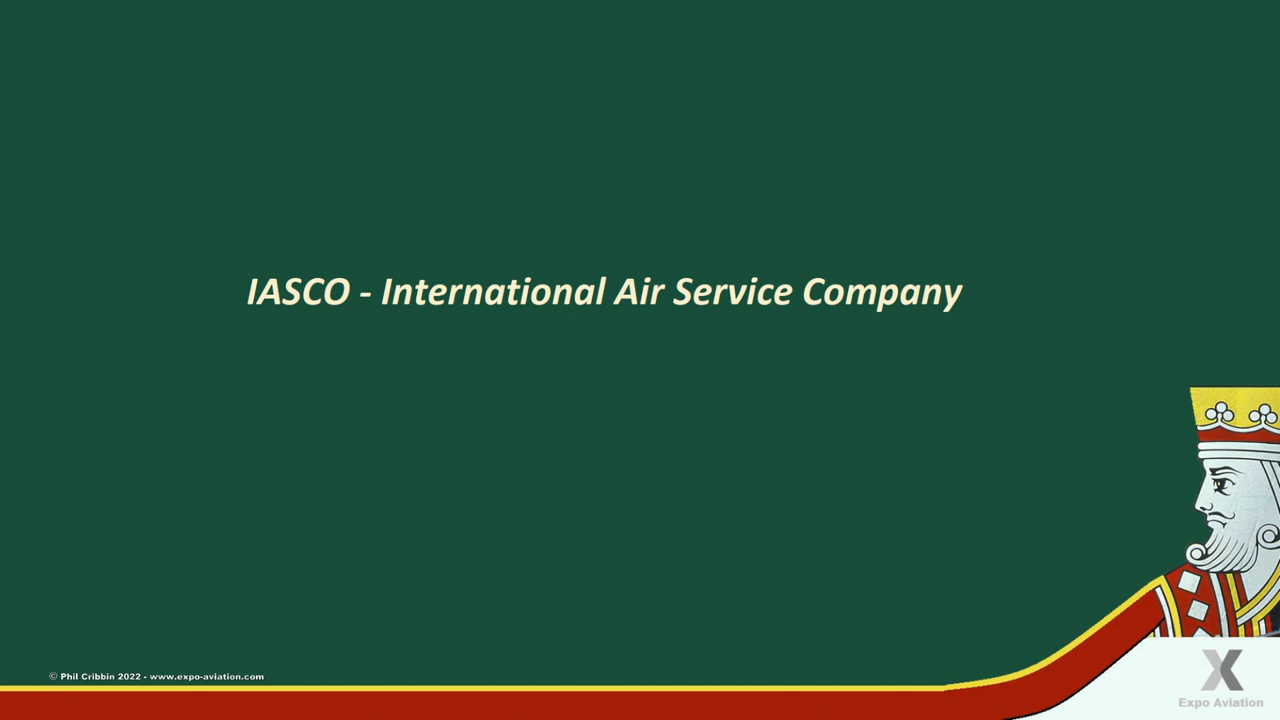 IASCO - International Air Service Company
© Phil Cribbin 2022 - www.expo-aviation.com
X
Expo Aviation